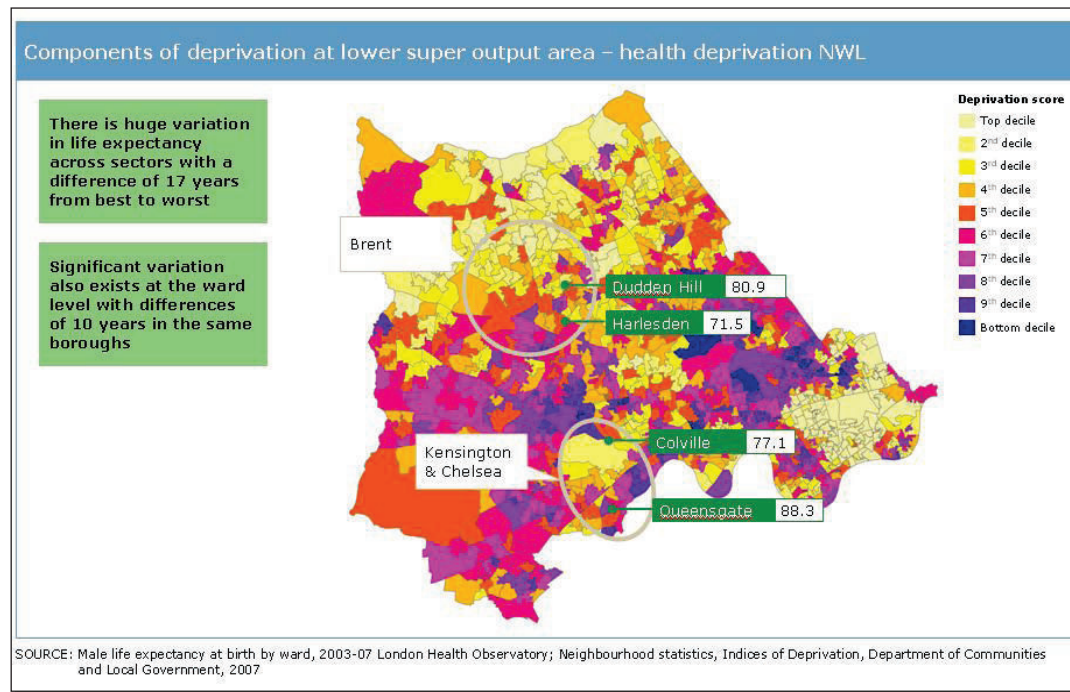 Components of deprivation at lower super output area – health deprivation NWL
There is huge variation
in life expectancy
across sectors with a
difference of 17 years
from best to worst
Significant variation
also exists at the ward
level with differences
of 10 years in the same
boroughs
Brent
Dudden Hill 80.9
Harlesden 71.5
Colville 77.1
Kensington
& Chelsea
Queensgate 88.3
Deprivation score
Top decile
2nd decile
3rd decile
4th decile
5th decile
6th decile
7th decile
8th decile
9th decile
Bottom decile
SOURCE: Male life expectancy at birth by ward, 2003-07 London Health Observatory; Neighbourhood statistics, Indices of Deprivation, Department of Communities
and Local Government, 2007